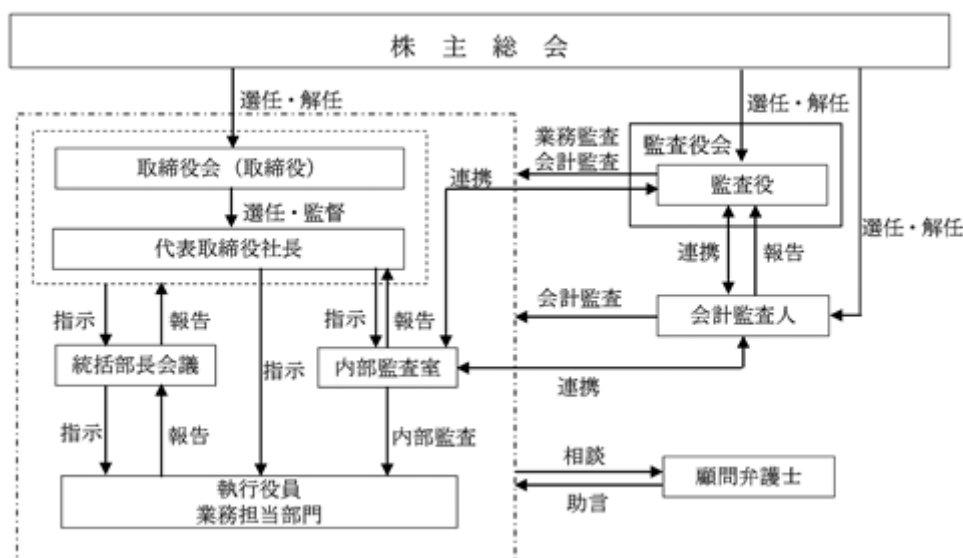 株主総会
選任・解任
選任・解任
業務監査
会計監査
監査役会
取締役会（取締役）
連携
監査役
選任・監督
選任・解任
代表取締役社長
連携
報告
会計監査
指示
報告
指示
報告
会計監査人
統括部長会議
指示
内部監査室
連携
指示
報告
内部監査
相談
顧問弁護士
執行役員
業務担当部門
助言